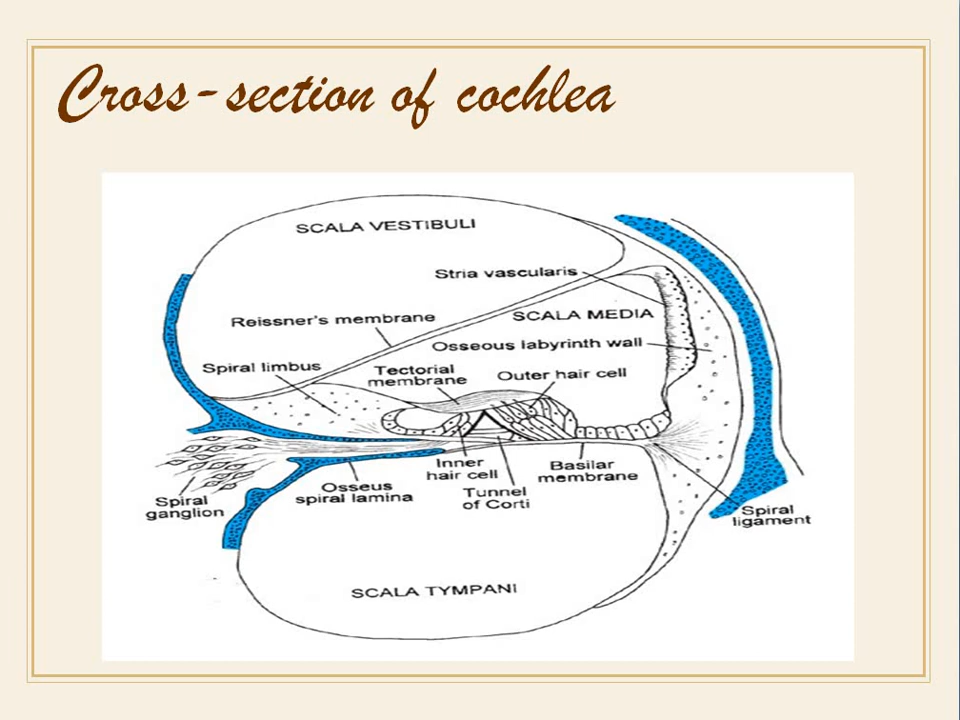 Cross-section of cochlea
SCALA VESTIBULI
Stria vascularis
Reissner's membrane
SCALA MEDIA
Osseous labyrinth wall
Spiral limbus
Tectorial
membrane
Outer hair cell
Inner
hair cell
Basilar
membrane
Osseus
spiral lamina
Tunnel
of Corti
Spiral
ganglion
Spiral
ligament
SCALA TYMPANI